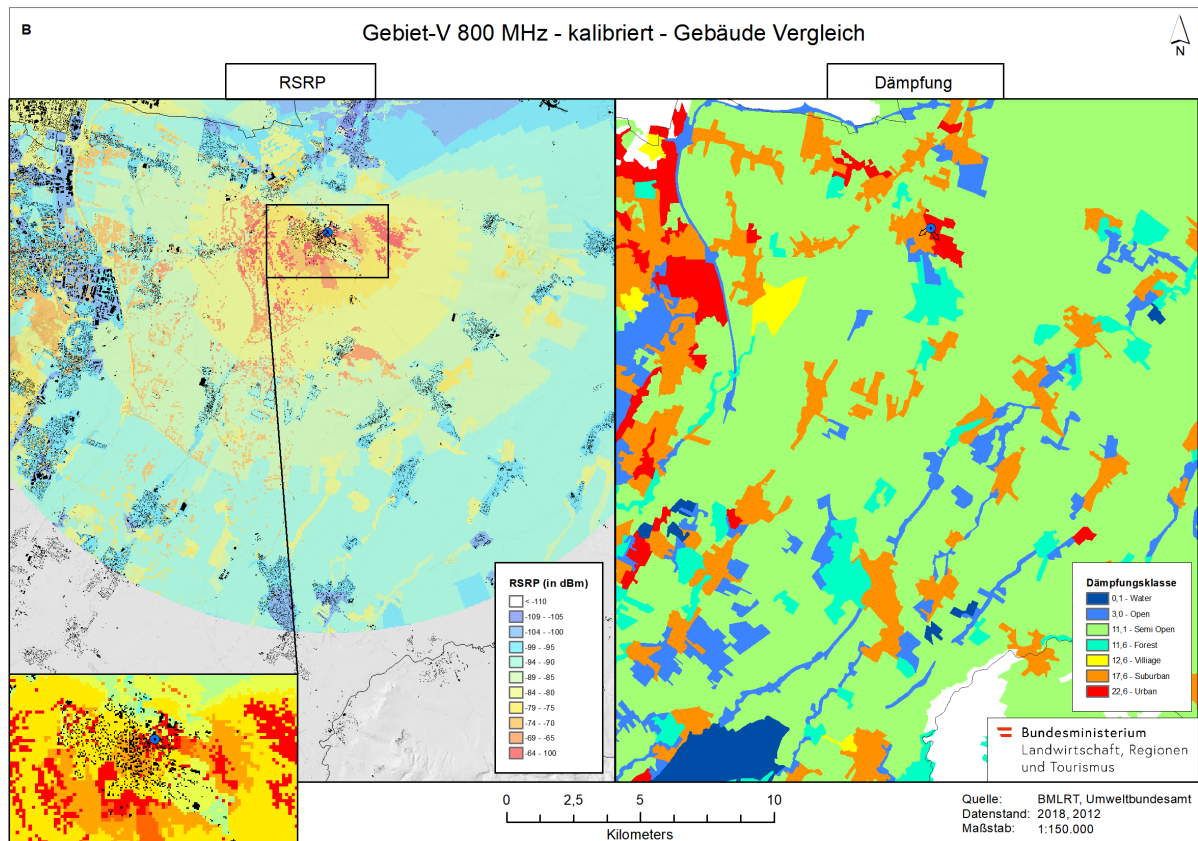 B
Gebiet-V 800 MHz - kalibriert - Gebäude Vergleich
N
RSRP
Dämpfung
RSRP (in dBm)
< -110
-109 - -105
-104 - -100
-99 - -95
-94 - -90
-89 - -85
-84 - -80
-79 - -75
-74 - -70
-69 - -65
-64 - 100
Dämpfungsklasse
0,1 - Water
3,0 - Open
11,1 - Semi Open
11,6 - Forest
12,6 - Villiage
17,6 - Suburban
22,6 - Urban
Bundesministerium
Landwirtschaft, Regionen
und Tourismus
0 2,5 5 10
Kilometers
Quelle: BMLRT, Umweltbundesamt
Datenstand: 2018, 2012
Maßstab: 1:150.000